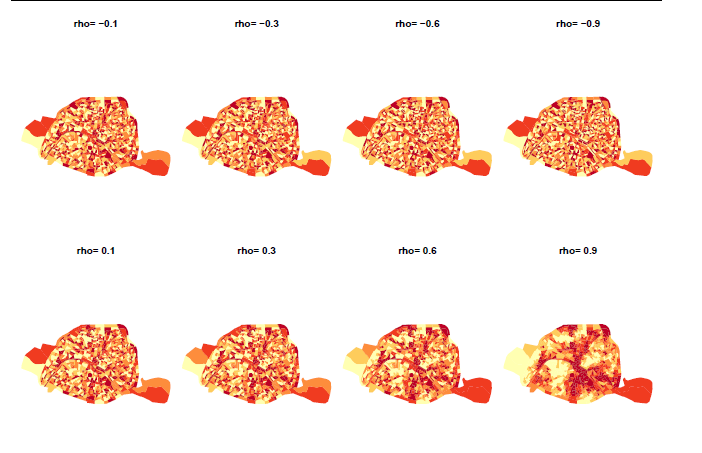 rho= −0.1
rho= −0.3
rho= −0.6
rho= −0.9
rho= 0.1
rho= 0.3
rho= 0.6
rho= 0.9